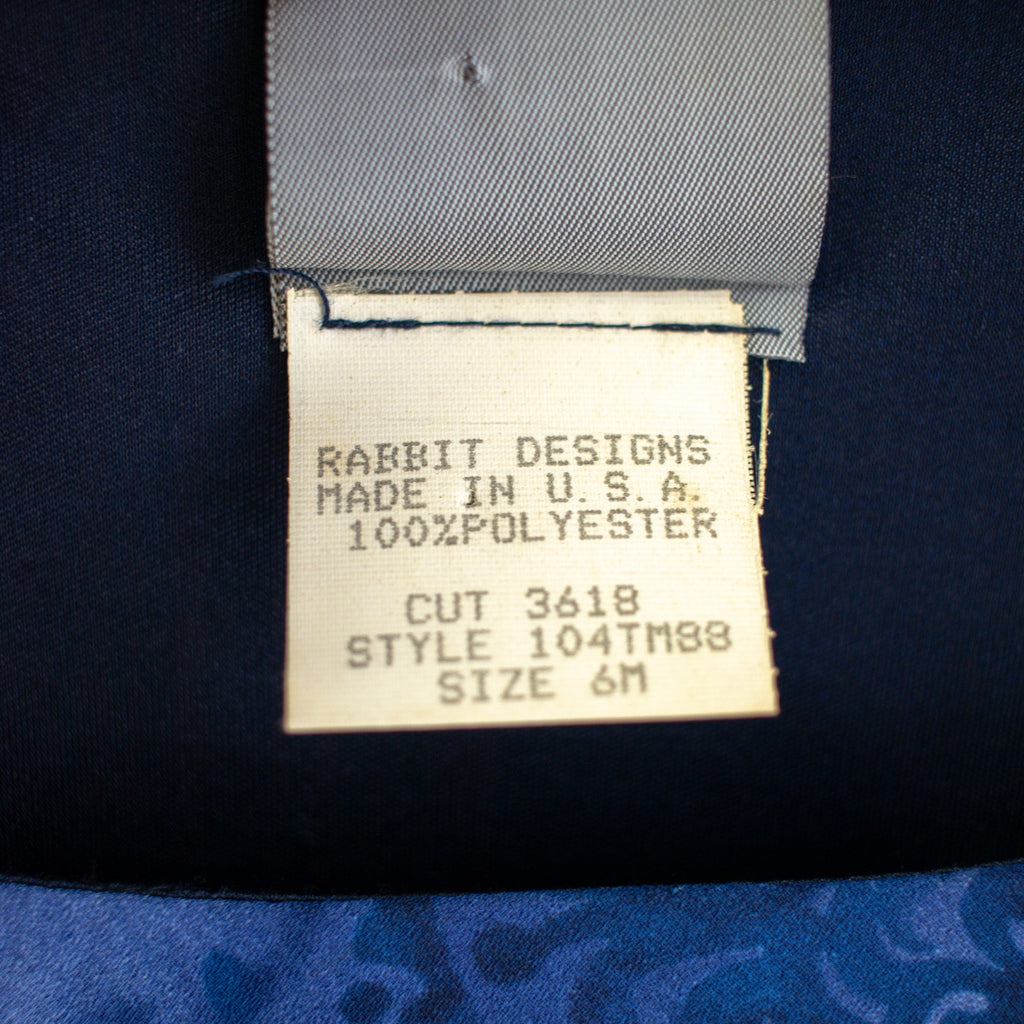 RABBIT DESIGNS
MADE IN U.S.A.
100%POLYESTER
CUT 3618
STYLE 104TM88
SIZE 6M